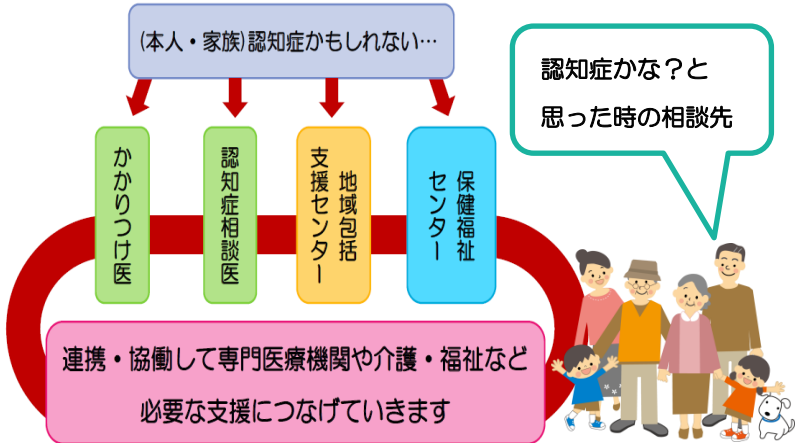 (本人・家族)認知症かもしれない…
認知症かな？と
思った時の相談先
かかりつけ医
認知症相談医
地域包括
支援センター
保健福祉
センター
連携・協働して専門医療機関や介護・福祉など
必要な支援につなげていきます